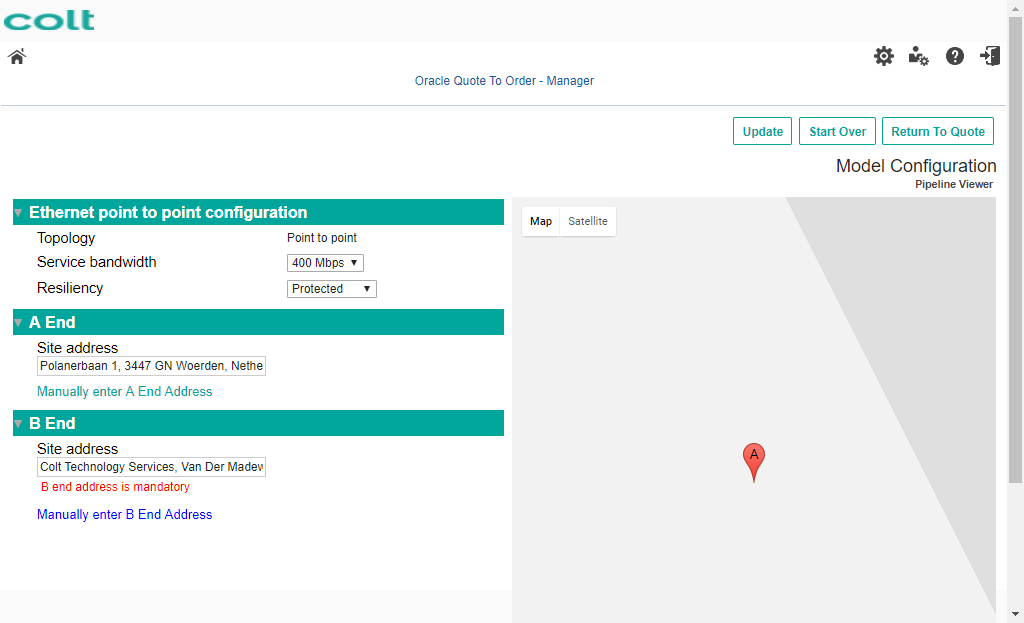 colt
Oracle Quote To Order - Manager
Update
Start Over
Return To Quote
Model Configuration
Pipeline Viewer
Ethernet point to point configuration
Topology
Point to point
Service bandwidth
400 Mbps
Resiliency
Protected
A End
Site address
Polanerbaan 1, 3447 GN Woerden, Nethe
Manually enter A End Address
B End
Site address
Colt Technology Services, Van Der Madew
B end address is mandatory
Manually enter B End Address
Map
Satellite
A